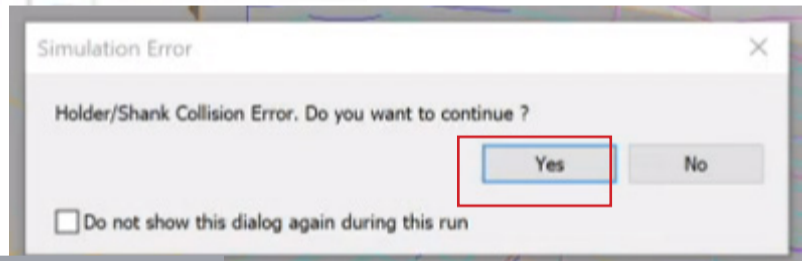 Simulation Error
Holder/Shank Collision Error. Do you want to continue ?
Yes No
Do not show this dialog again during this run